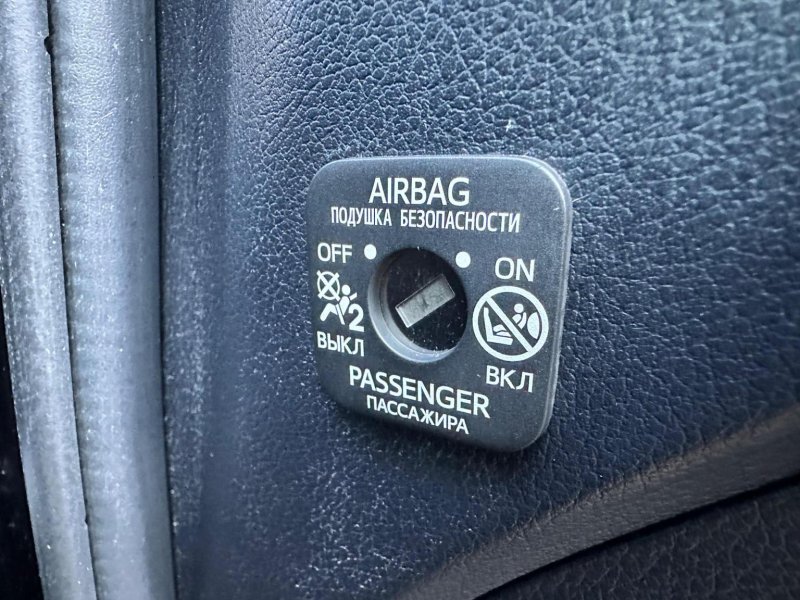 AIRBAG
ПОДУШКА БЕЗОПАСНОСТИ
OFF ON
2
ВЫКЛ ВКЛ
PASSENGER
ПАССАЖИРА